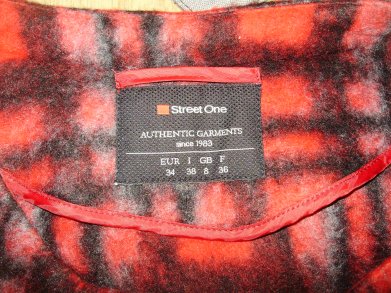 Street One
AUTHENTIC GARMENTS
since 1983
EUR I GB F
34 38 8 36